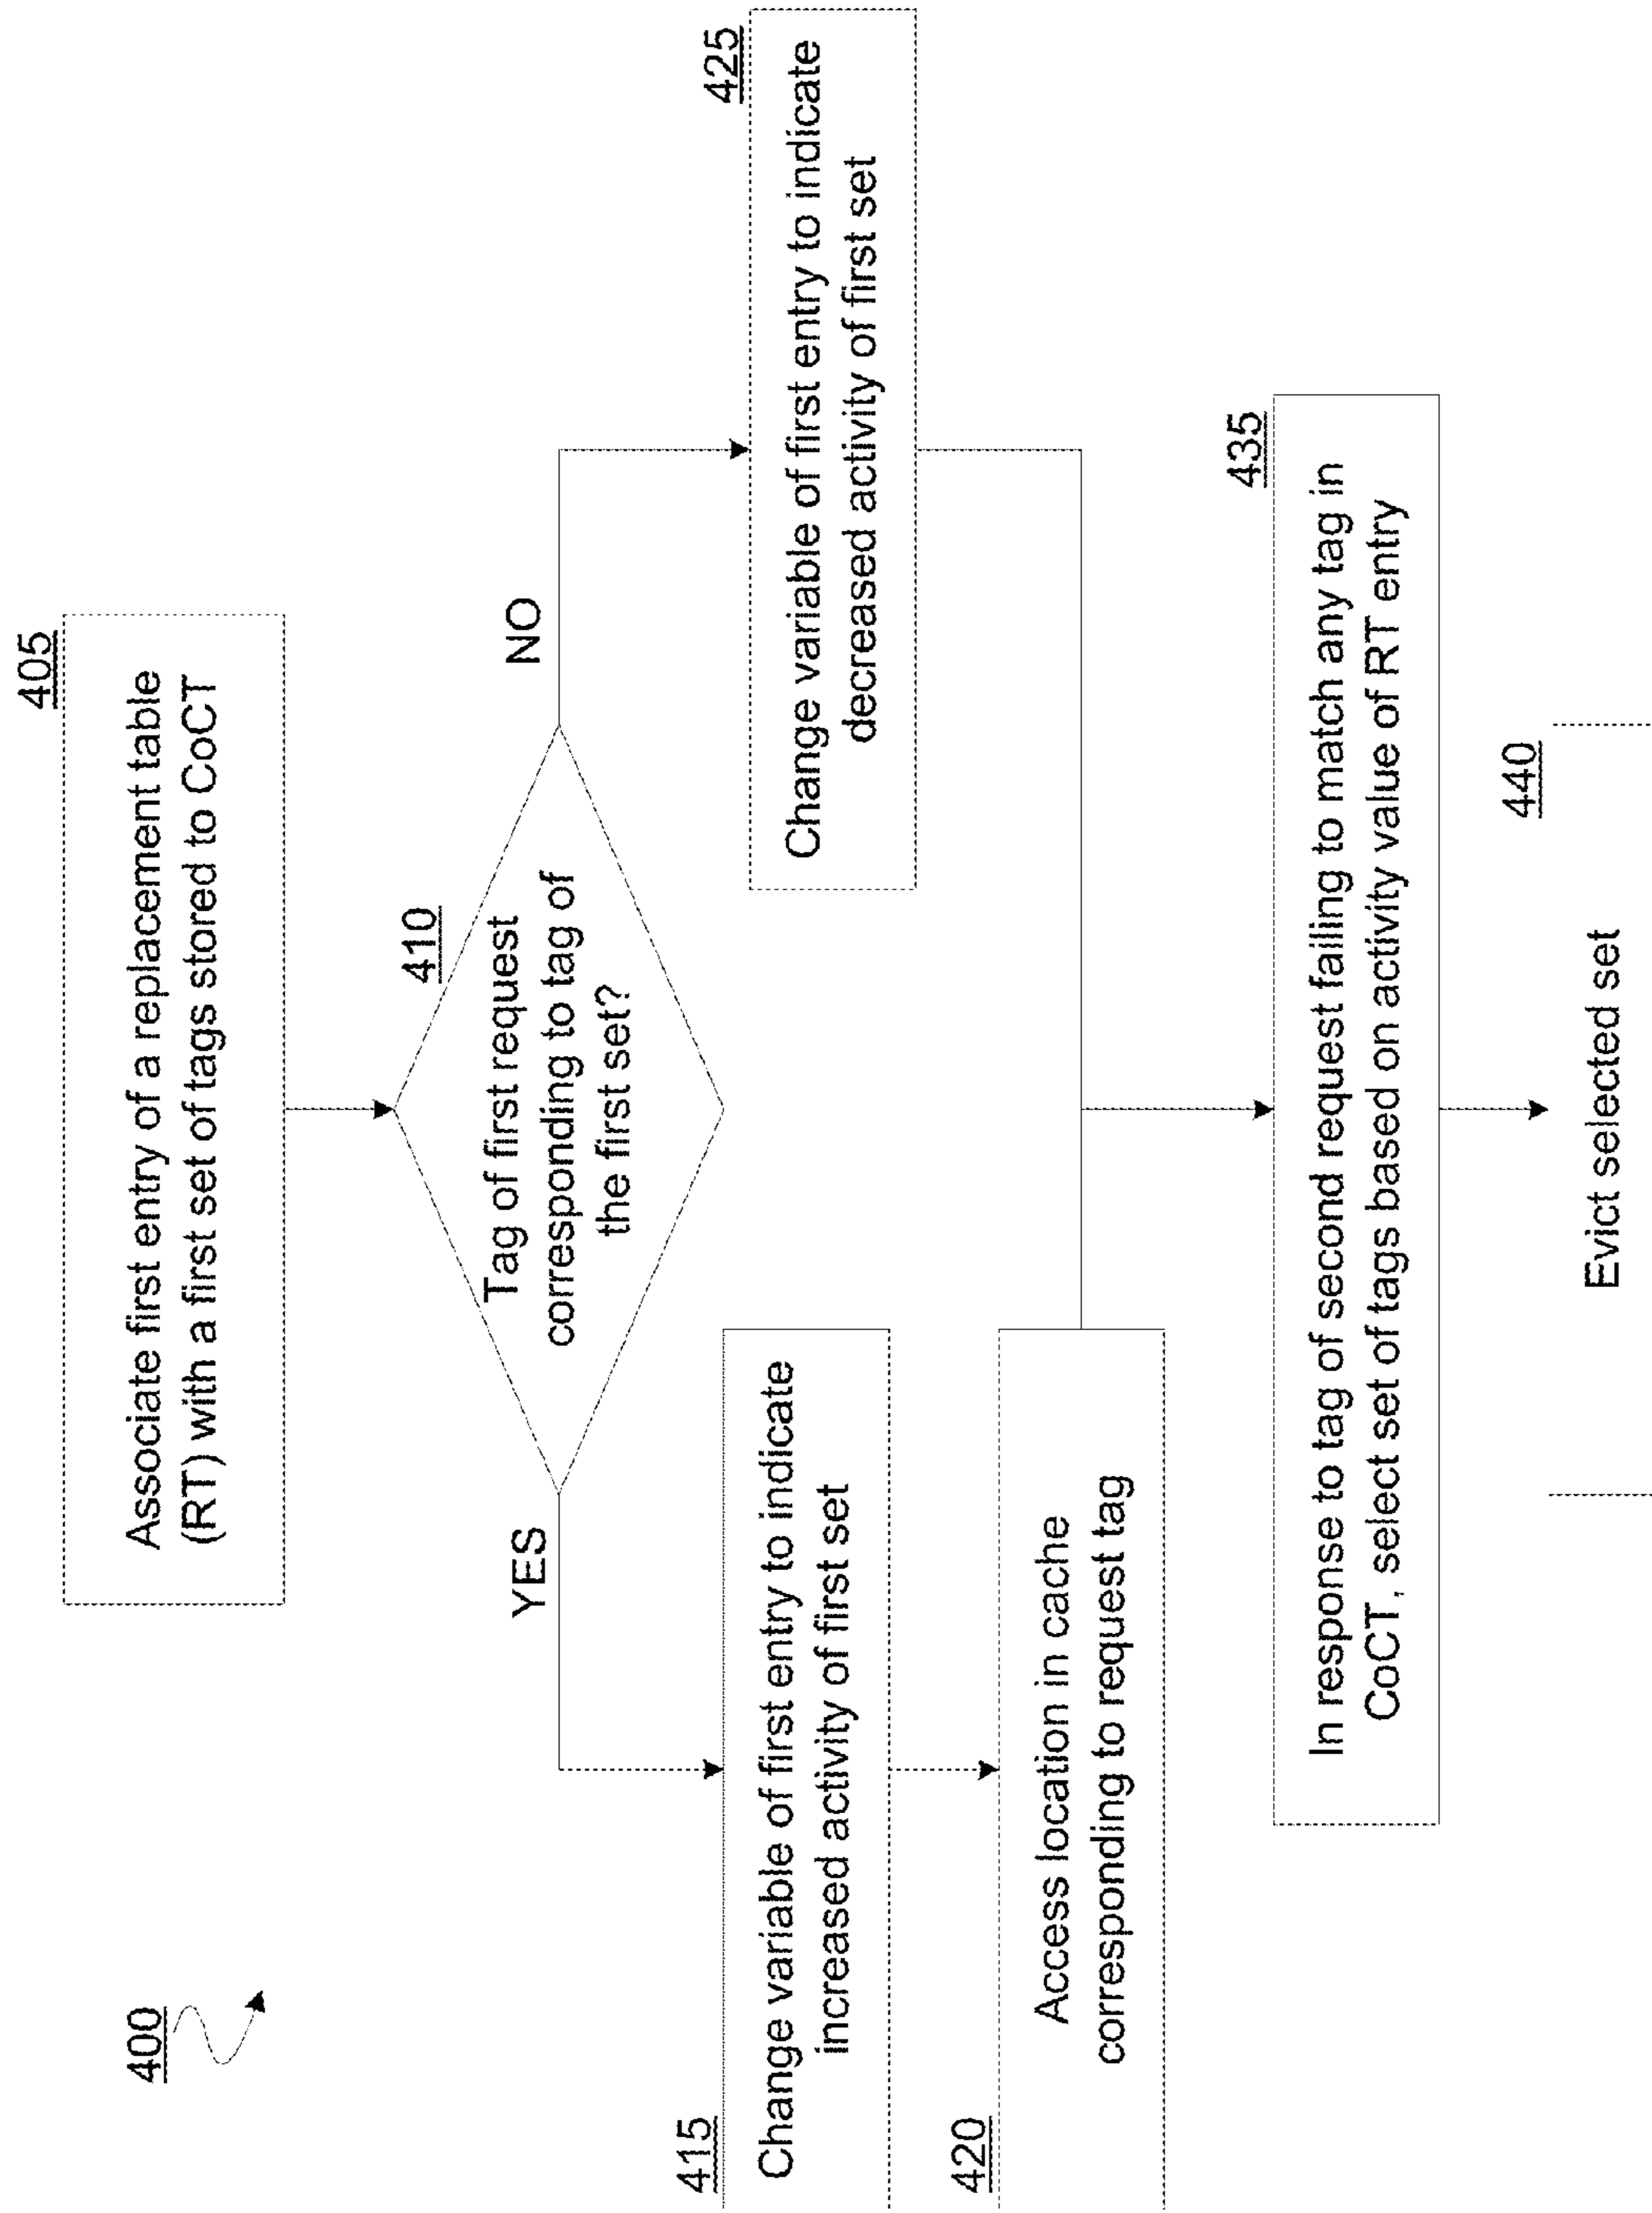 400
405
Associate first entry of a replacement table
(RT) with a first set of tags stored to CoCT
410
Tag of first request
corresponding to tag of
the first set?
YES
NO
415
Change variable of first entry to indicate
increased activity of first set
420
Access location in cache
corresponding to request tag
425
Change variable of first entry to indicate
decreased activity of first set
435
In response to tag of second request failing to match any tag in
CoCT, select set of tags based on activity value of RT entry
440
Evict selected set